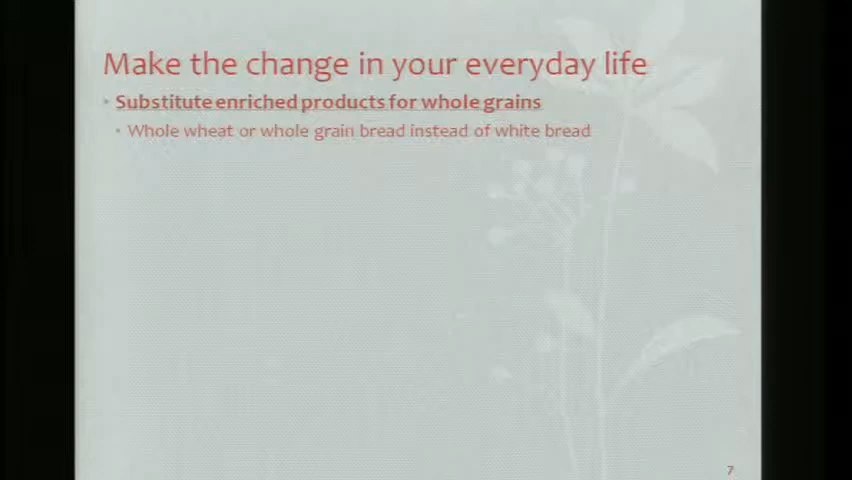 Make the change in your everyday life
Substitute enriched products for whole grains
Whole wheat or whole grain bread instead of white bread
7